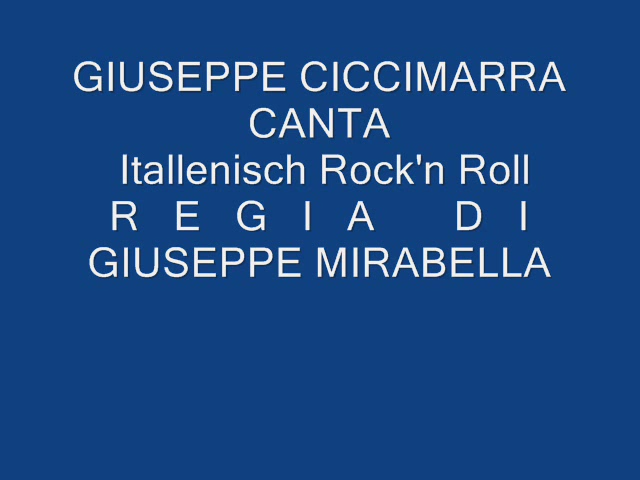 GIUSEPPE CICCIMARRA
CANTA
Itallenisch Rock'n Roll
R E G I A D I
GIUSEPPE MIRABELLA